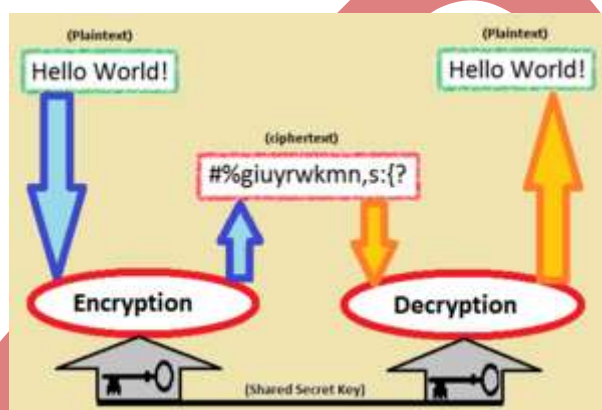 (Plaintext)
Hello World!
(Plaintext)
Hello World!
(ciphertext)
#%giuyrwkmn,s:{?
Encryption
Decryption
(Shared Secret Key)